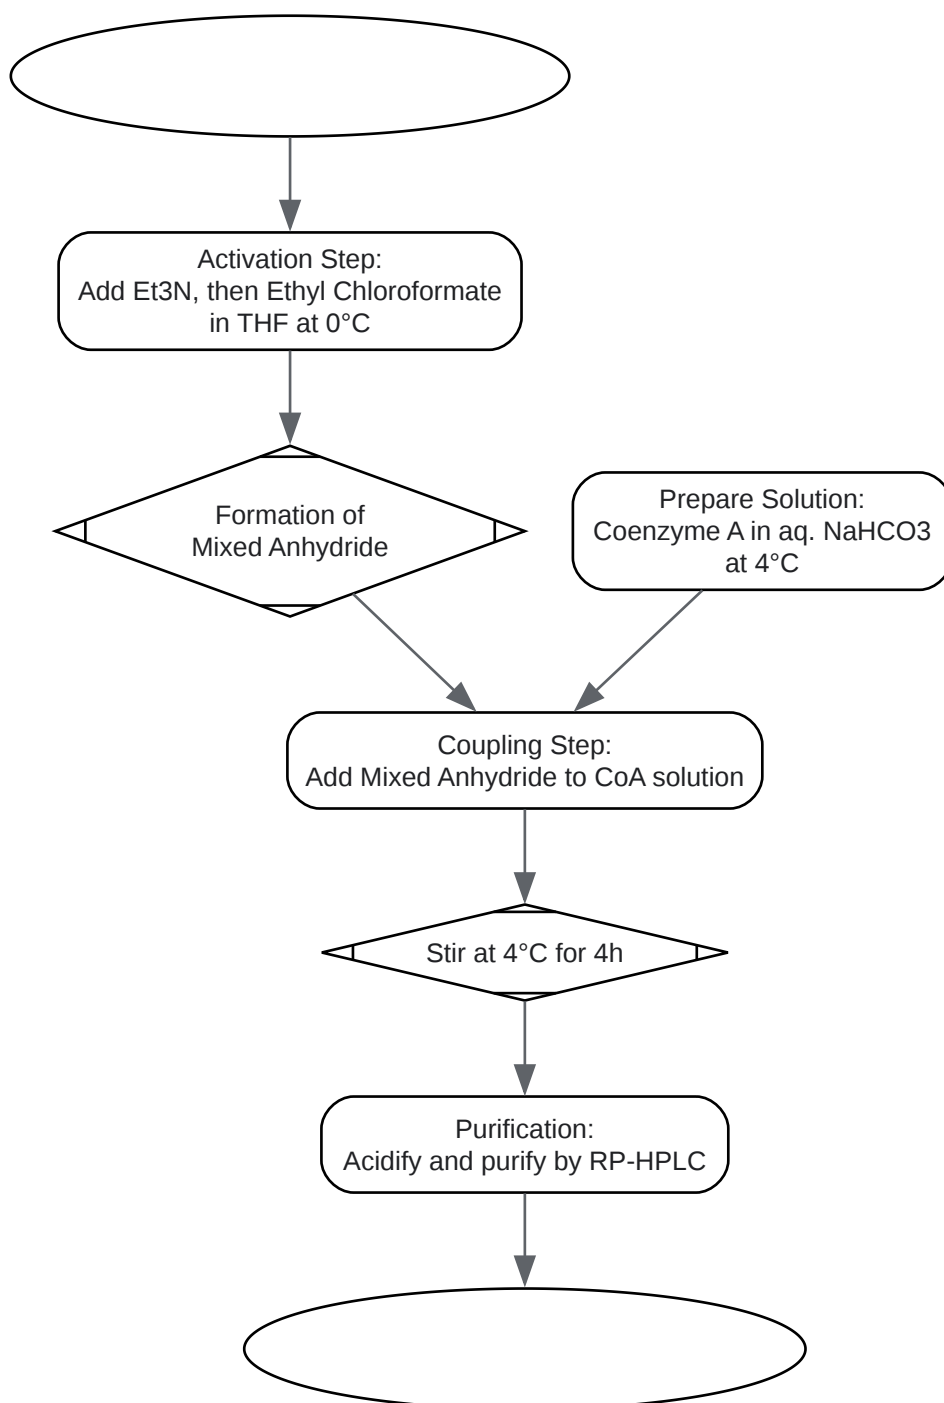 Activation Step:
Add Et3N, then Ethyl Chloroformate
in THF at 0°C
Formation of
Mixed Anhydride
Prepare Solution:
Coenzyme A in aq. NaHCO3
at 4°C
Coupling Step:
Add Mixed Anhydride to CoA solution
Stir at 4°C for 4h
Purification:
Acidify and purify by RP-HPLC